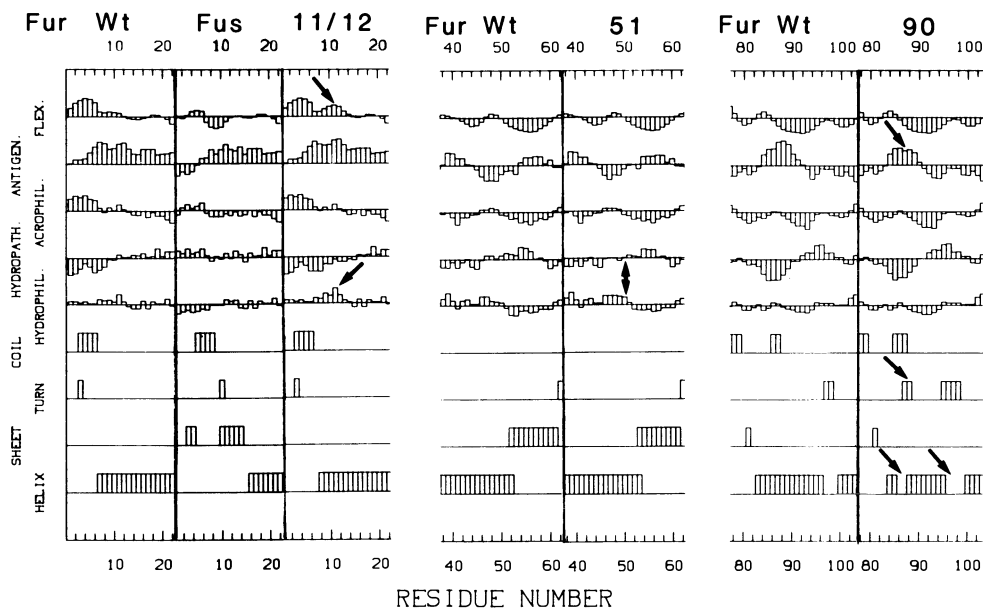 Fur Wt Fus 11/12 Fur Wt 51 Fur Wt 90
10 20 10 20 10 20 40 50 60 40 50 60 80 90 100 80 90 100
FLEX.
ANTIGEN.
ACROPHIL.
HYDROPATH.
HYDROPHIL.
COIL
TURN
SHEET
HELIX
10 20 10 20 10 20 40 50 60 40 50 60 80 90 100 80 90 100
RESIDUE NUMBER